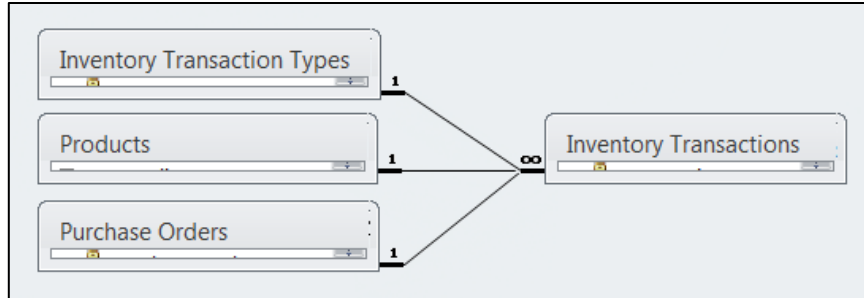 Inventory Transaction Types
1
Products
1
∞
Inventory Transactions
Purchase Orders
1